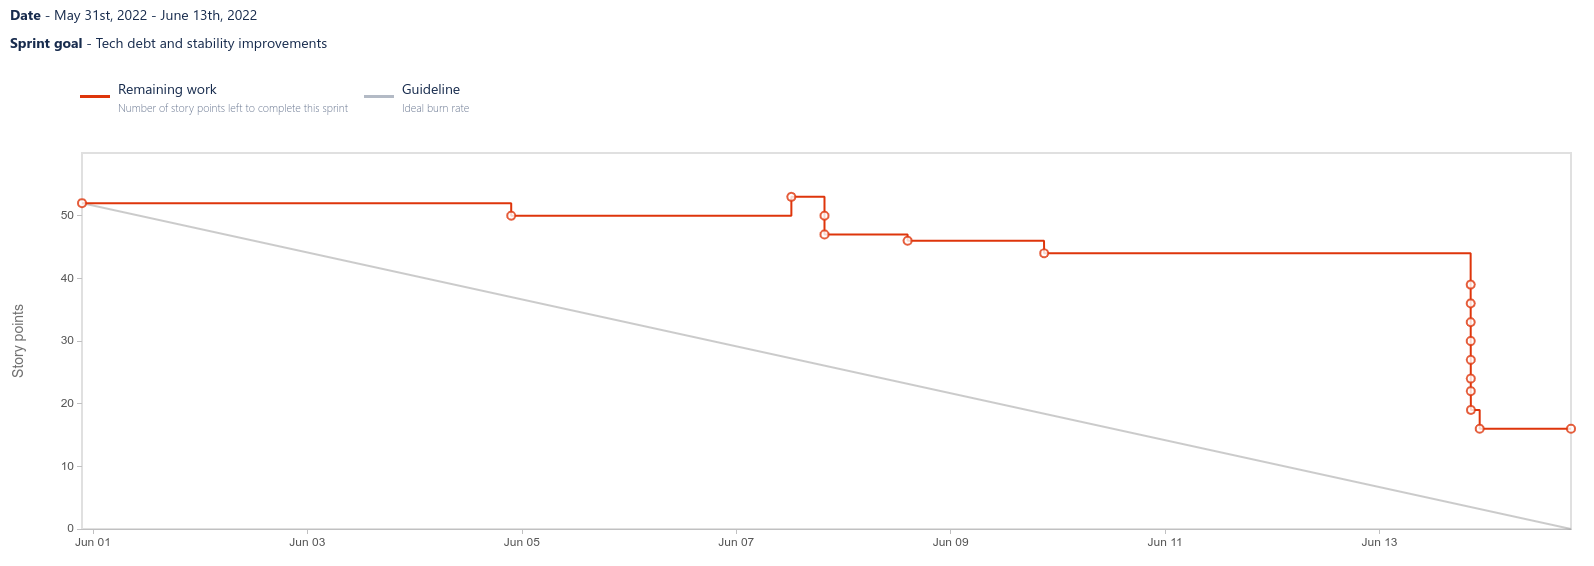 Date - May 31st, 2022 - June 13th, 2022
Sprint goal - Tech debt and stability improvements
Remaining work
Number of story points left to complete this sprint
Guideline
Ideal burn rate
Story points
50
40
30
20
10
0
Jun 01 Jun 03 Jun 05 Jun 07 Jun 09 Jun 11 Jun 13